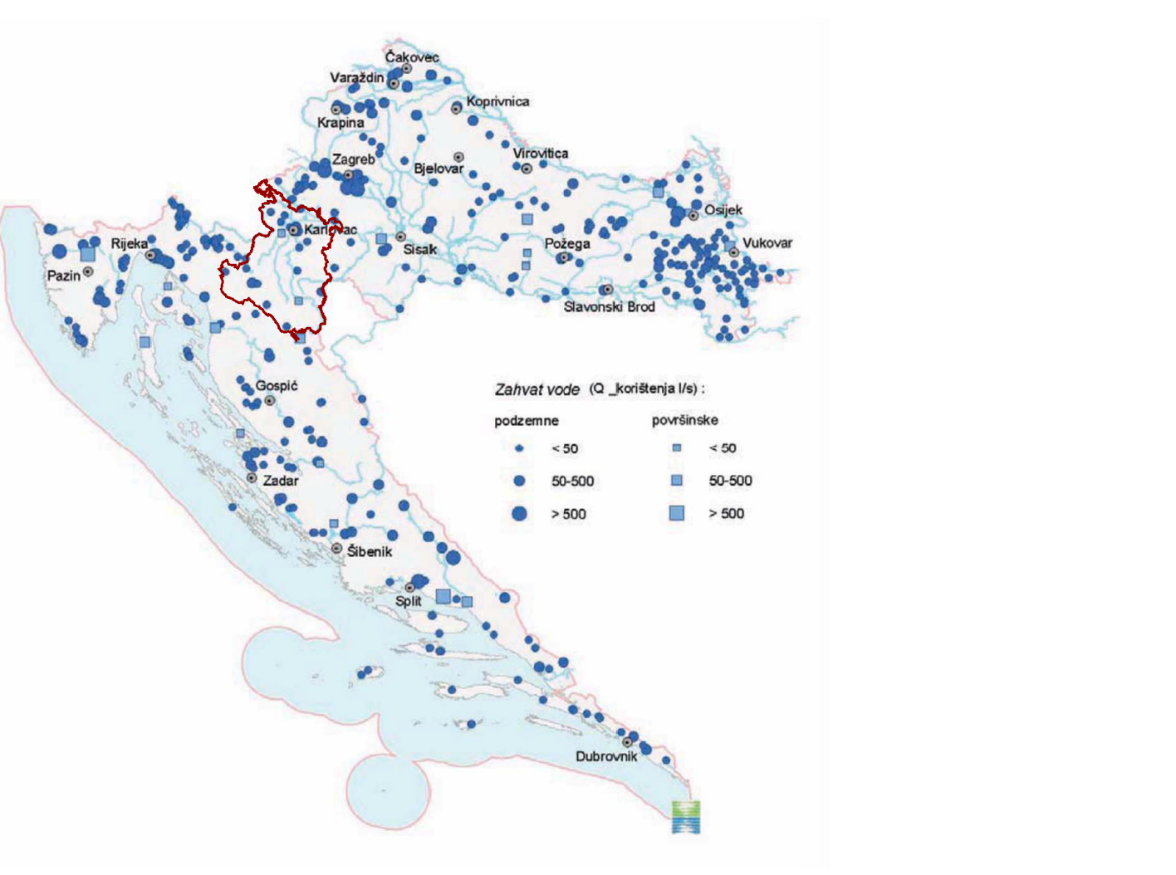 Čakovec
Varaždin
Koprivnica
Krapina
Zagreb
Virovitica
Bjelovar
Osijek
Karlovac
Rijeka
Sisak
Požega
Vukovar
Pazin
Slavonski Brod
Gospić
Zahvat vode (Q _korištenja l/s) :
podzemne površinske
< 50 < 50
50-500 50-500
> 500 > 500
Zadar
Šibenik
Split
Dubrovnik